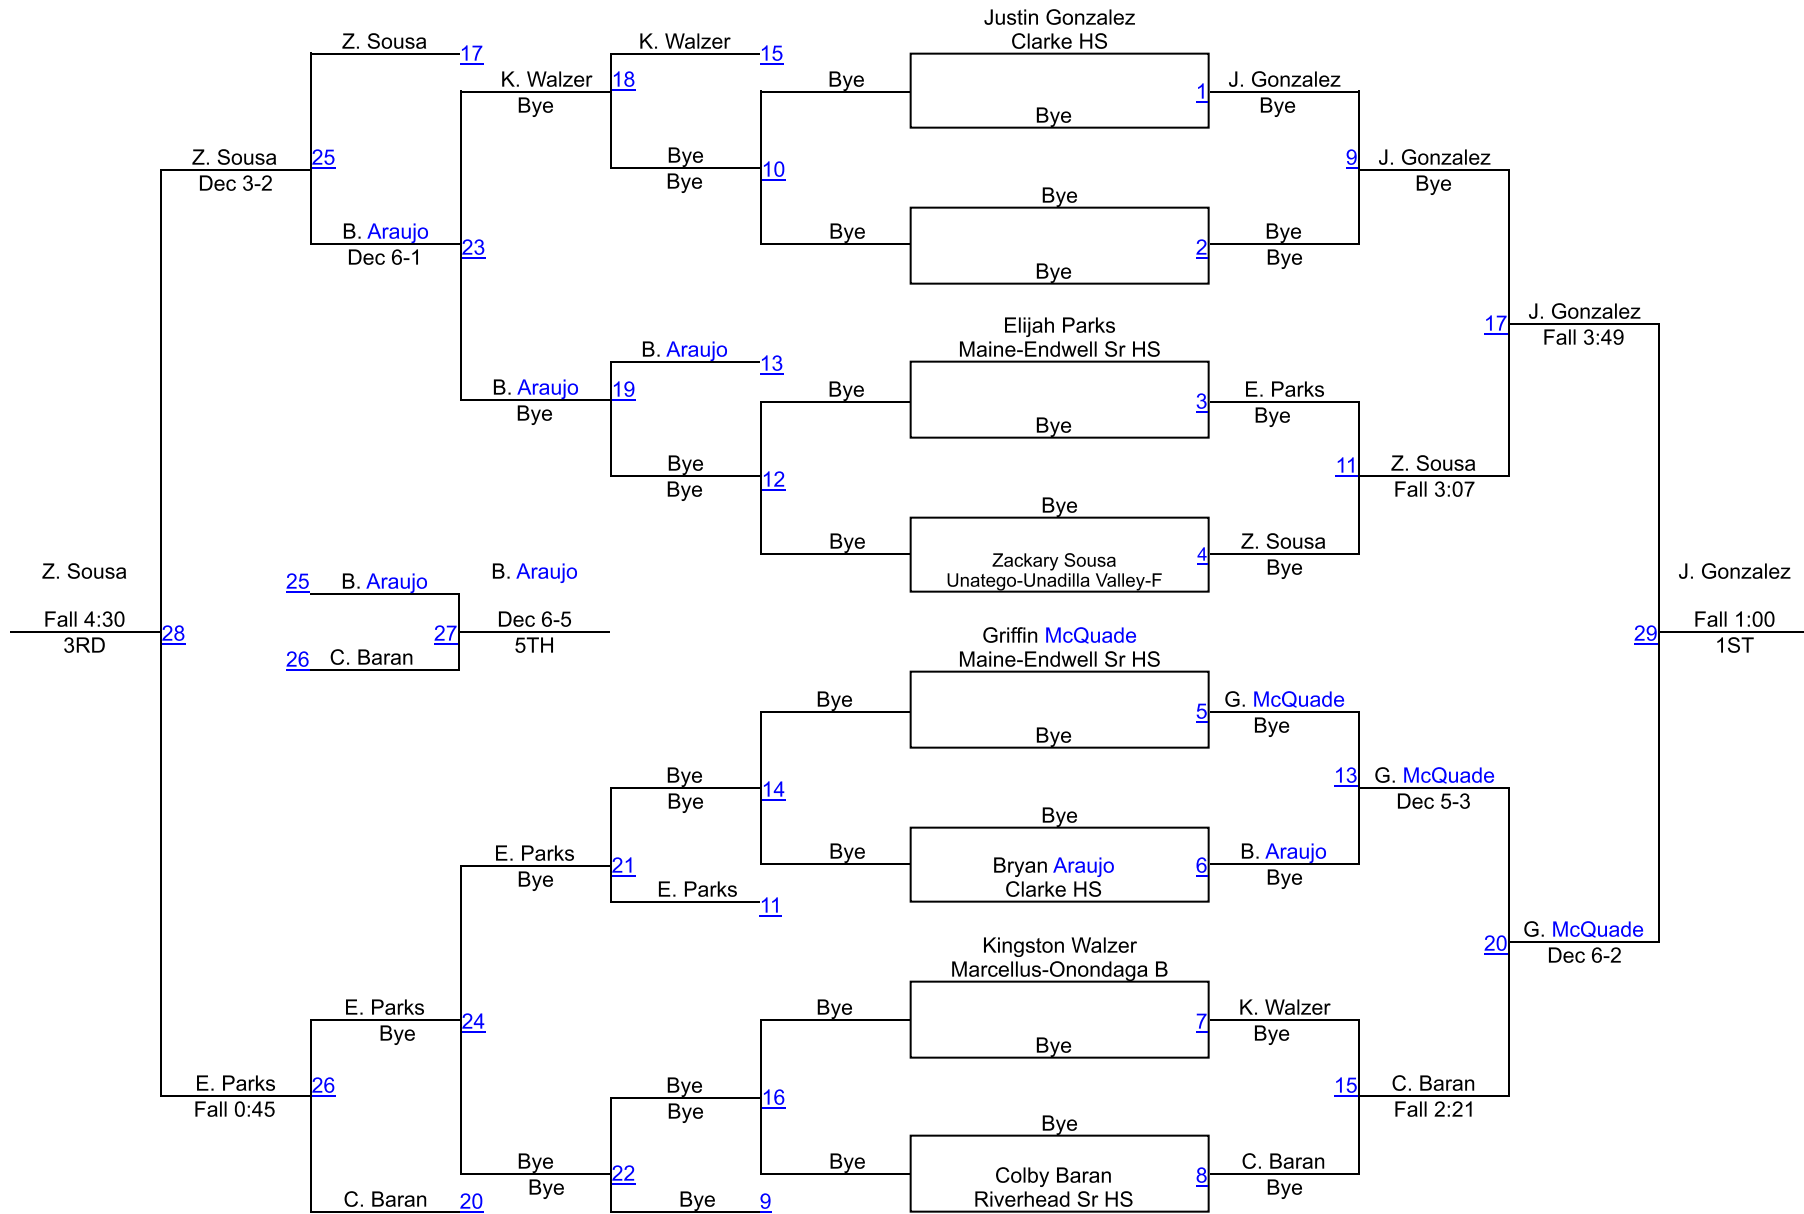 Justin Gonzalez
Clarke HS
Z. Sousa
17
K. Walzer
15
K. Walzer
18
Bye
Bye
1
J. Gonzalez
Bye
Bye
Bye
Z. Sousa
25
Dec 3-2
Bye
10
Bye
9
J. Gonzalez
Bye
Bye
B. Araujo
23
Dec 6-1
Bye
2
Bye
Bye
Bye
Elijah Parks
Maine-Endwell Sr HS
17
J. Gonzalez
Fall 3:49
B. Araujo
13
B. Araujo
19
Bye
Bye
3
E. Parks
Bye
Bye
Bye
12
Bye
11
Z. Sousa
Fall 3:07
Bye
Bye
Zackary Sousa
Unatego-Unadilla Valley-F
4
Z. Sousa
Bye
Z. Sousa
Fall 4:30
3RD
28
25
B. Araujo
B. Araujo
27
Dec 6-5
5TH
26
C. Baran
J. Gonzalez
29
Fall 1:00
1ST
Griffin McQuade
Maine-Endwell Sr HS
Bye
5
G. McQuade
Bye
Bye
Bye
14
Bye
13
G. McQuade
Dec 5-3
Bye
Bye
Bryan Araujo
Clarke HS
6
B. Araujo
Bye
E. Parks
21
Bye
E. Parks
11
20
G. McQuade
Dec 6-2
Kingston Walzer
Marcellus-Onondaga B
E. Parks
24
Bye
Bye
7
K. Walzer
Bye
Bye
E. Parks
26
Fall 0:45
Bye
16
Bye
15
C. Baran
Fall 2:21
Bye
Bye
22
Bye
Bye
Colby Baran
Riverhead Sr HS
8
C. Baran
Bye
C. Baran
20
Bye
9